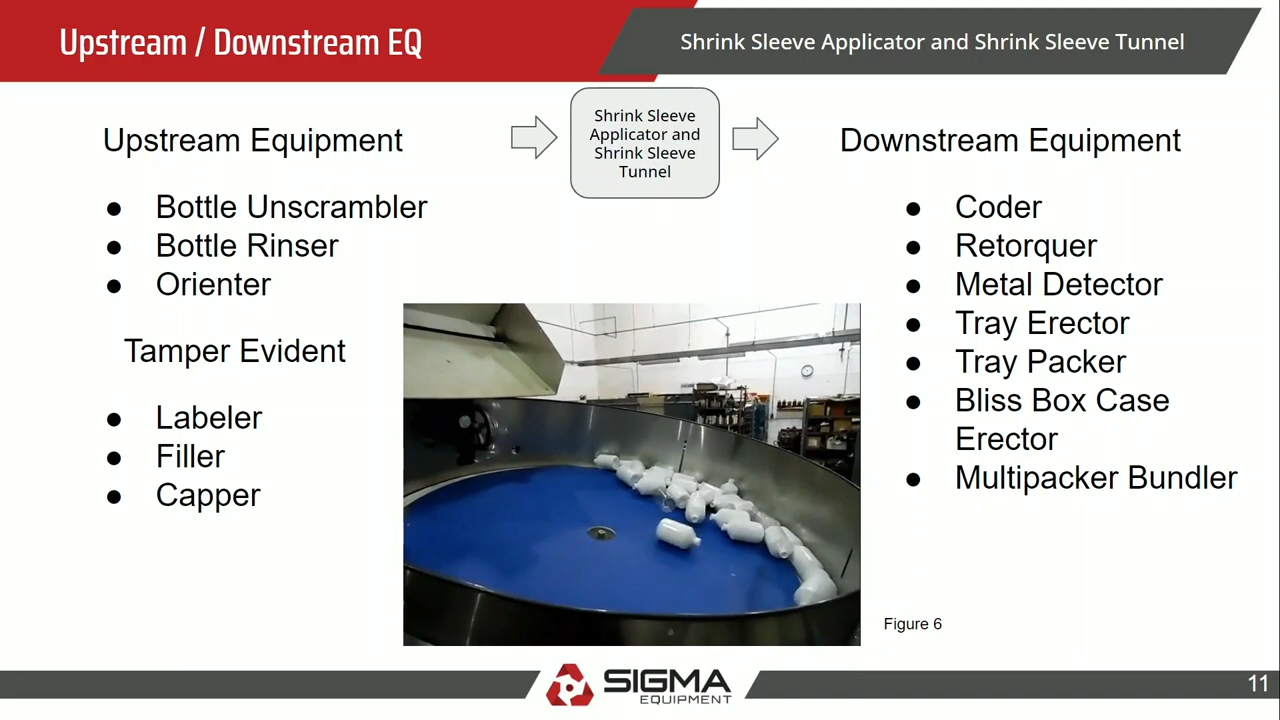 Upstream / Downstream EQ
Shrink Sleeve Applicator and Shrink Sleeve Tunnel
Shrink Sleeve
Applicator and
Shrink Sleeve
Tunnel
Upstream Equipment
● Bottle Unscrambler
● Bottle Rinser
● Orienter
Tamper Evident
● Labeler
● Filler
● Capper
Downstream Equipment
● Coder
● Retorquer
● Metal Detector
● Tray Erector
● Tray Packer
● Bliss Box Case
Erector
● Multipacker Bundler
Figure 6
SIGMA
EQUIPMENT
11